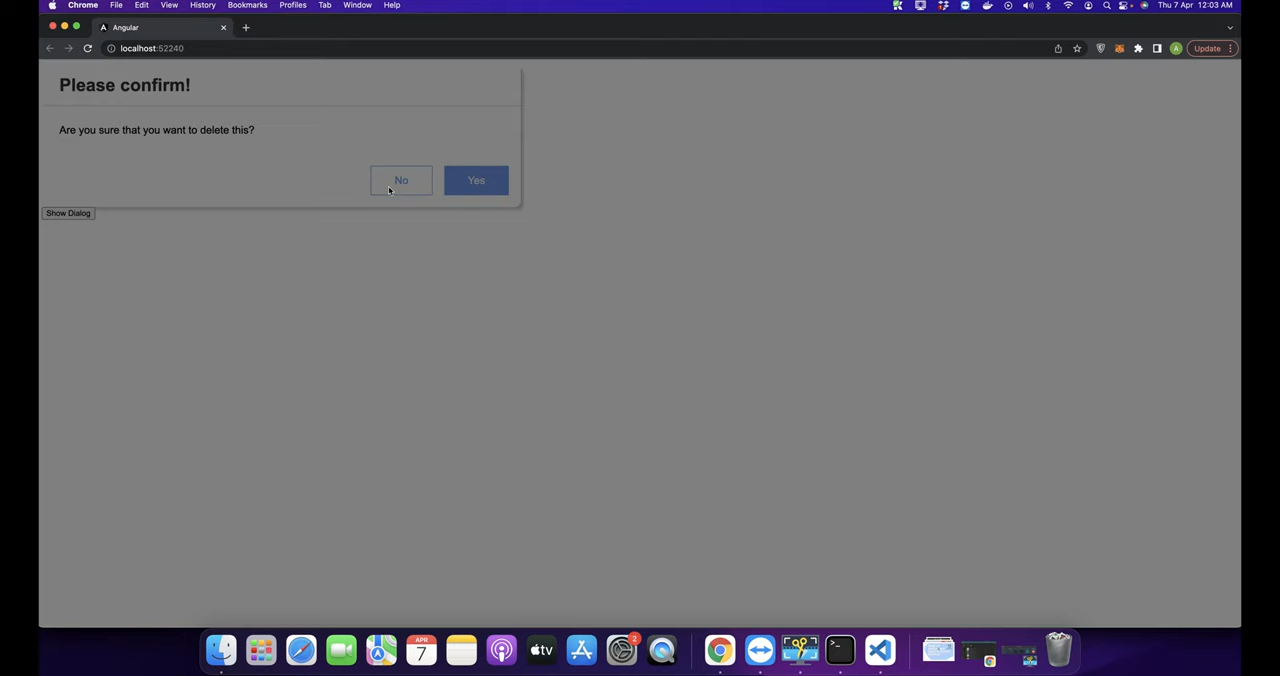 Chrome File Edit View History Bookmarks Profiles Tab Window Help Thu 7 Apr 12:03 AM
Angular
localhost:52240 A Update
Please confirm!
Are you sure that you want to delete this?
No Yes
Show Dialog
APR
7
tv
2